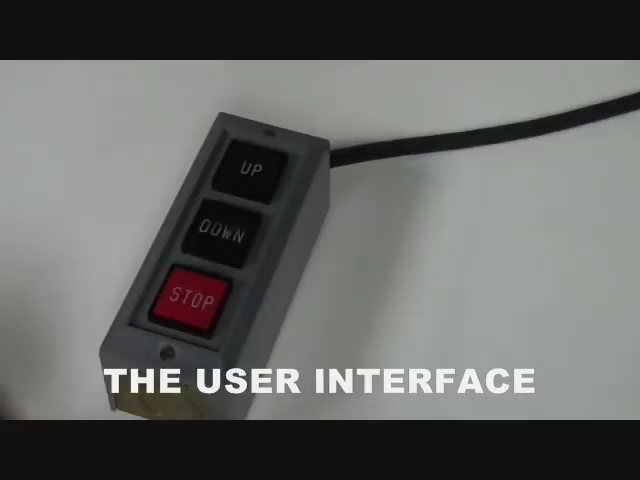 UP
DOWN
STOP
THE USER INTERFACE